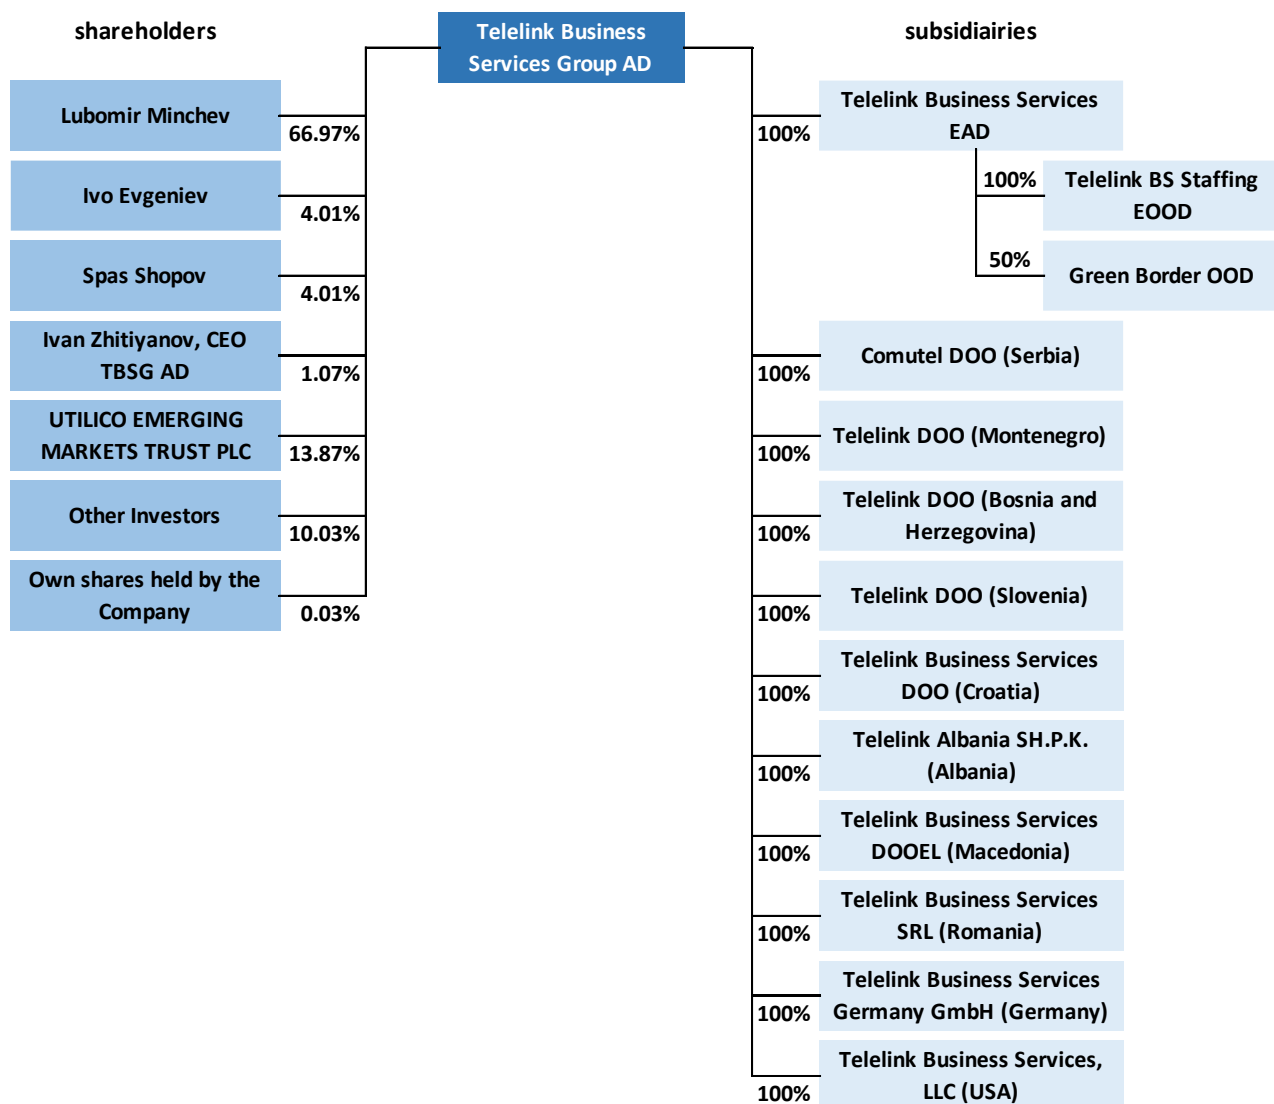 shareholders
Telelink Business
Services Group AD
subsidiairies
Lubomir Minchev
66.97%
Ivo Evgeniev
4.01%
Spas Shopov
4.01%
Ivan Zhitiyanov, CEO
TBSG AD
1.07%
UTILICO EMERGING
MARKETS TRUST PLC
13.87%
Other Investors
10.03%
Own shares held by the
Company
0.03%
100%
Telelink Business Services
EAD
100%
Telelink BS Staffing
EOOD
50%
Green Border OOD
100%
Comutel DOO (Serbia)
100%
Telelink DOO (Montenegro)
100%
Telelink DOO (Bosnia and
Herzegovina)
100%
Telelink DOO (Slovenia)
100%
Telelink Business Services
DOO (Croatia)
100%
Telelink Albania SH.P.K.
(Albania)
100%
Telelink Business Services
DOOEL (Macedonia)
100%
Telelink Business Services
SRL (Romania)
100%
Telelink Business Services
Germany GmbH (Germany)
100%
Telelink Business Services,
LLC (USA)